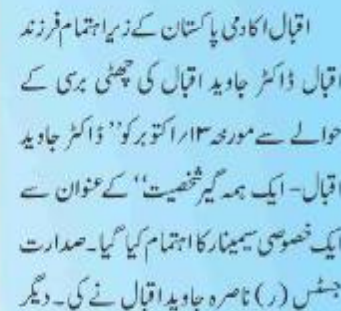 اقبال اکادمی پاکستان کے زیر اہتمام فرزند
اقبال ڈاکٹر جاوید اقبال کی چھٹی برسی کے
حوالے سے مورخہ ۱۳/اکتوبر کو ’’ڈاکٹر جاوید
اقبال - ایک ہمہ گیر شخصیت‘‘ کے عنوان سے
ایک خصوصی سیمینار کا اہتمام کیا گیا۔ صدارت
جسٹس (ر) ناصرہ جاوید اقبال نے کی۔ دیگر